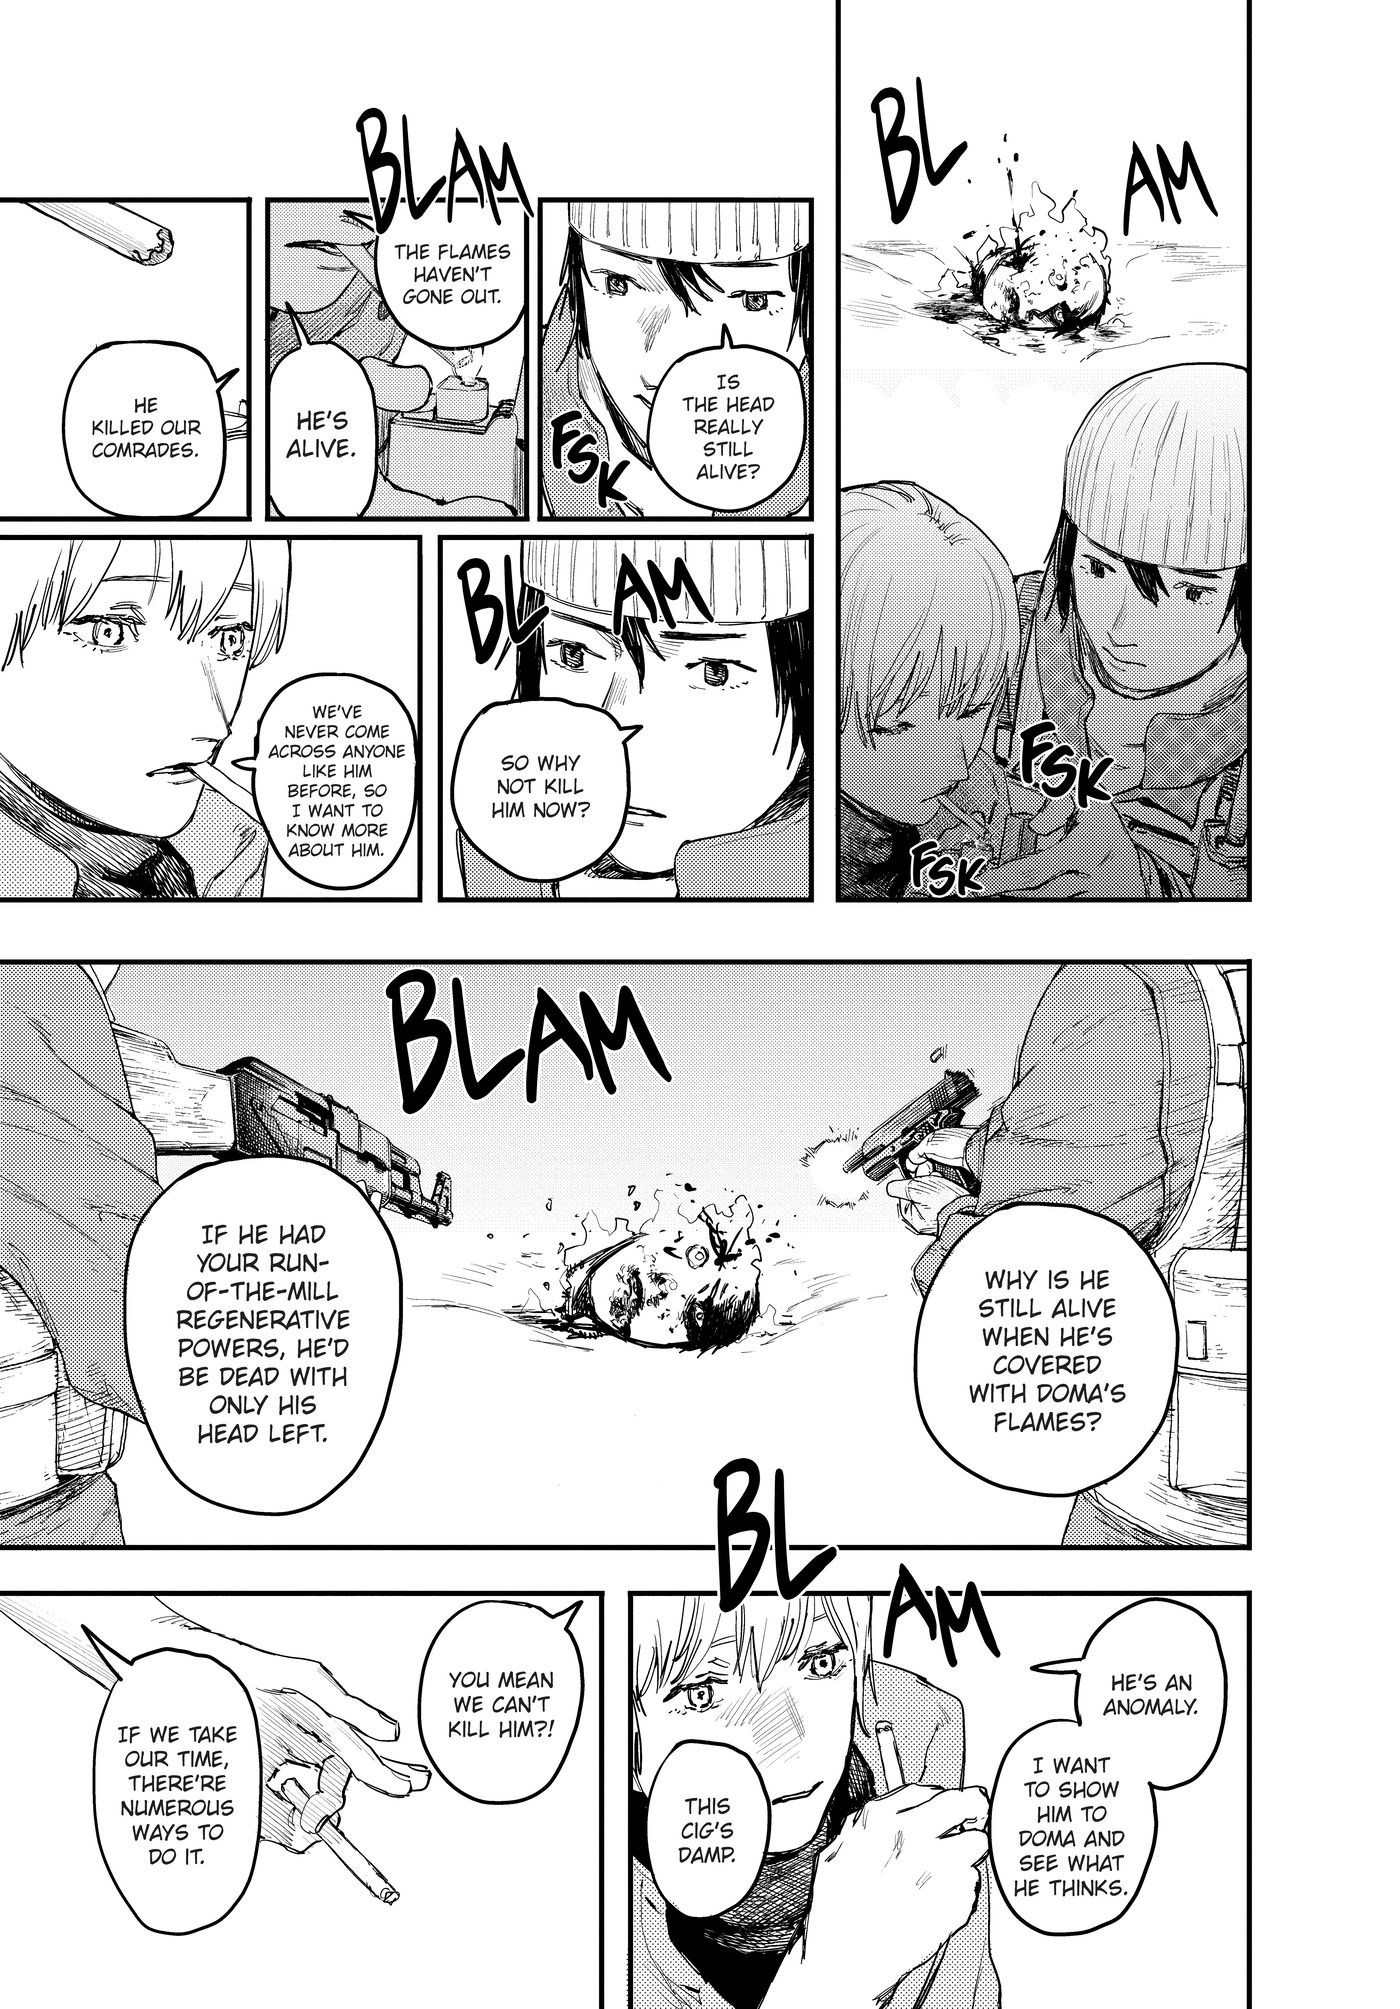 BL
AM
FSK
FSK
IS
THE HEAD
REALLY
STILL
ALIVE?
FSK
BLAM
THE FLAMES
HAVEN'T
GONE OUT.
HE'S
ALIVE.
HE
KILLED OUR
COMRADES.
BL
AM
SO WHY
NOT KILL
HIM NOW?
WE'VE
NEVER COME
ACROSS ANYONE
LIKE HIM
BEFORE, SO
I WANT TO
KNOW MORE
ABOUT HIM.
BLAM
WHY IS HE
STILL ALIVE
WHEN HE'S
COVERED
WITH DOMA'S
FLAMES?
IF HE HAD
YOUR RUN-
OF-THE-MILL
REGENERATIVE
POWERS, HE'D
BE DEAD WITH
ONLY HIS
HEAD LEFT.
BL
AM
HE'S AN
ANOMALY.
I WANT
TO SHOW
HIM TO
DOMA AND
SEE WHAT
HE THINKS.
THIS
CIG'S
DAMP.
YOU MEAN
WE CAN'T
KILL HIM?!
IF WE TAKE
OUR TIME,
THERE'RE
NUMEROUS
WAYS TO
DO IT.